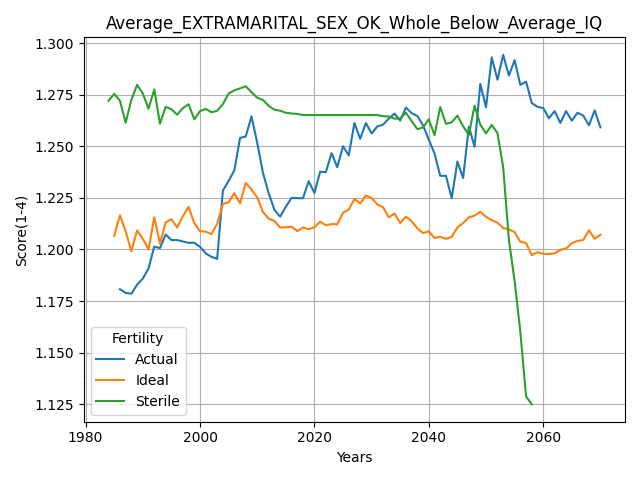 Average_EXTRAMARITAL_SEX_OK_Whole_Below_Average_IQ
Score(1-4)
1.300
1.275
1.250
1.225
1.200
1.175
1.150
1.125
Fertility
Actual
Ideal
Sterile
1980
2000
2020
2040
2060
Years